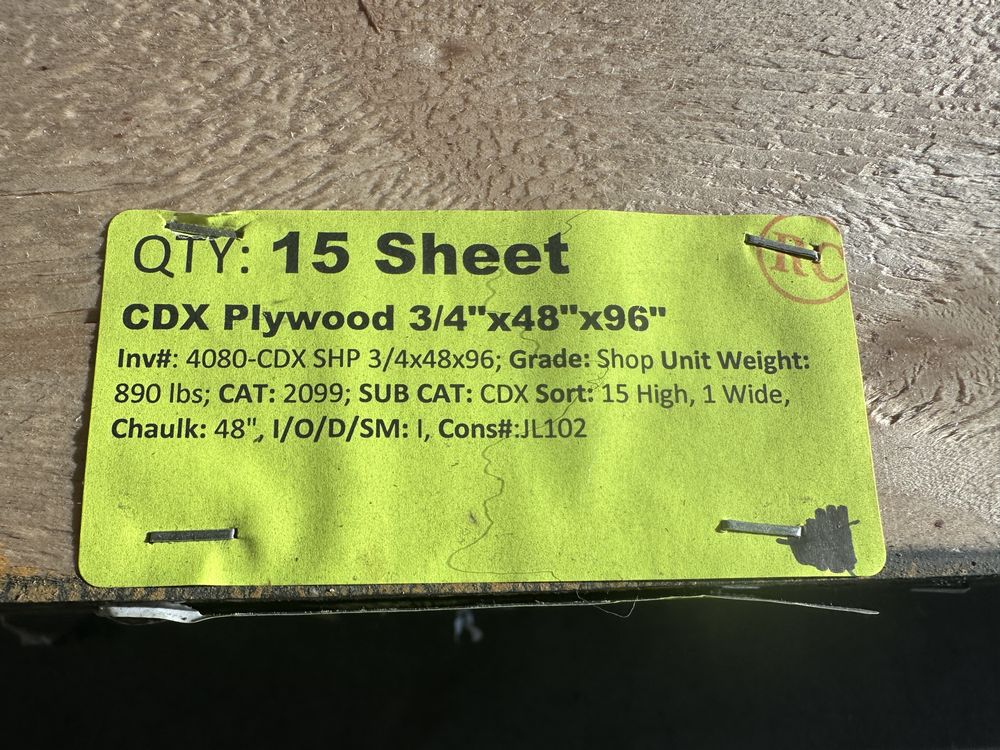 QTY: 15 Sheet
RC
CDX Plywood 3/4"x48"x96"
Inv#: 4080-CDX SHP 3/4x48x96; Grade: Shop Unit Weight:
890 lbs; CAT: 2099; SUB CAT: CDX Sort: 15 High, 1 Wide,
Chaulk: 48", I/O/D/SM: I, Cons#:JL102